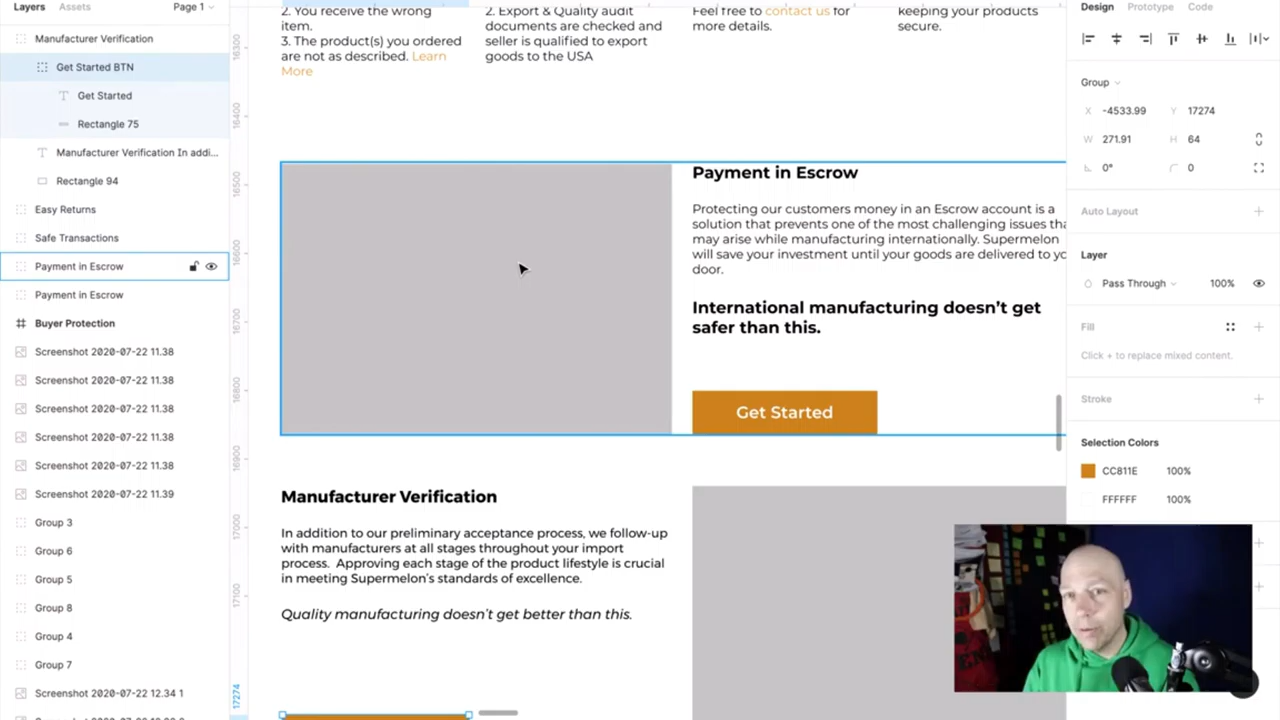 Layers Assets Page 1
Manufacturer Verification
Get Started BTN
Get Started
Rectangle 75
Manufacturer Verification In addi...
Rectangle 94
Easy Returns
Safe Transactions
Payment in Escrow
Payment in Escrow
Buyer Protection
Screenshot 2020-07-22 11.38
Screenshot 2020-07-22 11.38
Screenshot 2020-07-22 11.38
Screenshot 2020-07-22 11.38
Screenshot 2020-07-22 11.38
Screenshot 2020-07-22 11.39
Group 3
Group 6
Group 5
Group 8
Group 4
Group 7
Screenshot 2020-07-22 12.34 1
16300
16400
16500
16600
16700
16800
16900
17000
17100
17274
2. You receive the wrong
item.
3. The product(s) you ordered
are not as described. Learn
More
2. Export & Quality audit
documents are checked and
seller is qualified to export
goods to the USA
Feel free to contact us for
more details.
keeping your products
secure.
Payment in Escrow
Protecting our customers money in an Escrow account is a
solution that prevents one of the most challenging issues tha
may arise while manufacturing internationally. Supermelon
will save your investment until your goods are delivered to yo
door.
International manufacturing doesn't get
safer than this.
Get Started
Manufacturer Verification
In addition to our preliminary acceptance process, we follow-up
with manufacturers at all stages throughout your import
process. Approving each stage of the product lifestyle is crucial
in meeting Supermelon's standards of excellence.
Quality manufacturing doesn't get better than this.
Design Prototype Code
Group
X -4533.99 Y 17274
W 271.91 H 64
0° 0
Auto Layout
Layer
Pass Through 100%
Fill
Click + to replace mixed content.
Stroke
Selection Colors
CC811E 100%
FFFFFF 100%